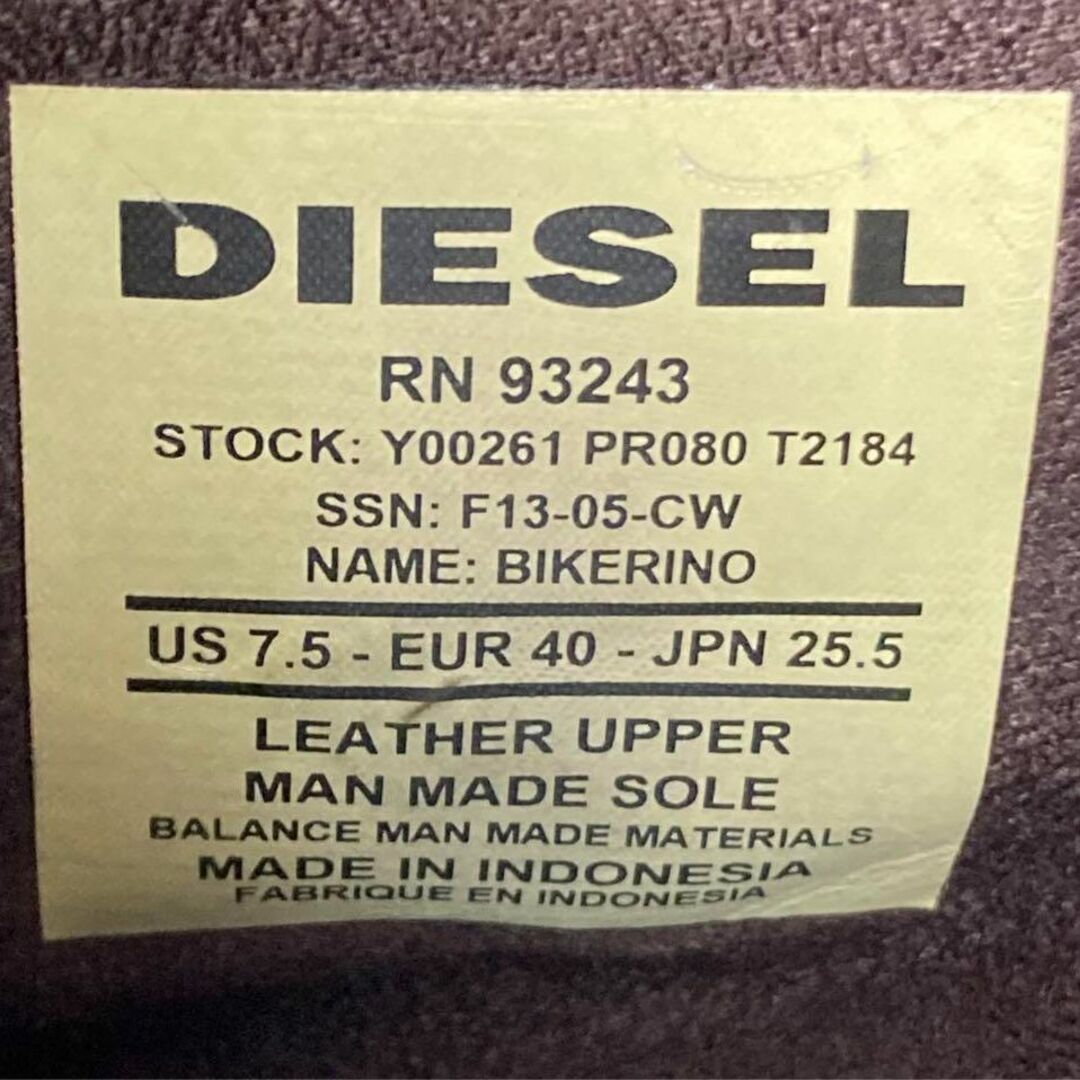 DIESEL
RN 93243
STOCK: Y00261 PR080 T2184
SSN: F13-05-CW
NAME: BIKERINO
US 7.5 - EUR 40 - JPN 25.5
LEATHER UPPER
MAN MADE SOLE
BALANCE MAN MADE MATERIALS
MADE IN INDONESIA
FABRIQUE EN INDONESIA